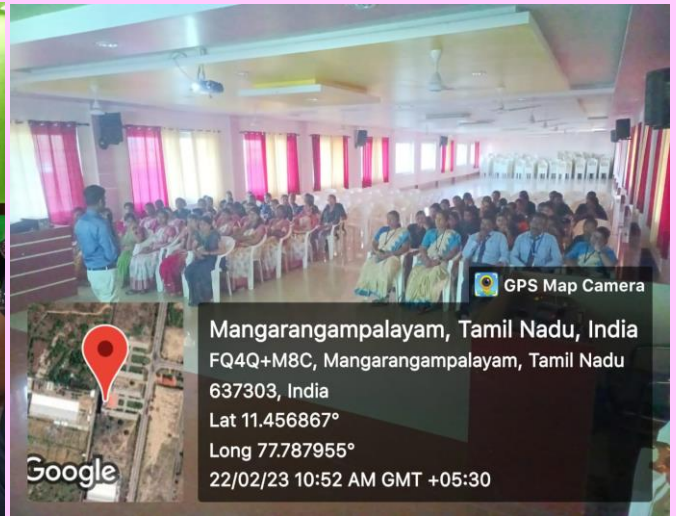 GPS Map Camera
Mangarangampalayam, Tamil Nadu, India
FQ4Q+M8C, Mangarangampalayam, Tamil Nadu
637303, India
Lat 11.456867°
Long 77.787955°
22/02/23 10:52 AM GMT +05:30
Google